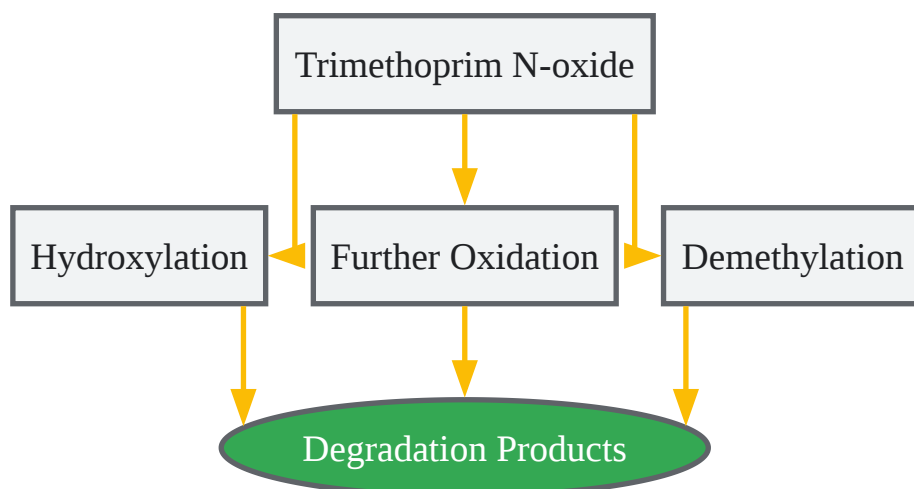 Trimethoprim N-oxide
Hydroxylation
Further Oxidation
Demethylation
Degradation Products